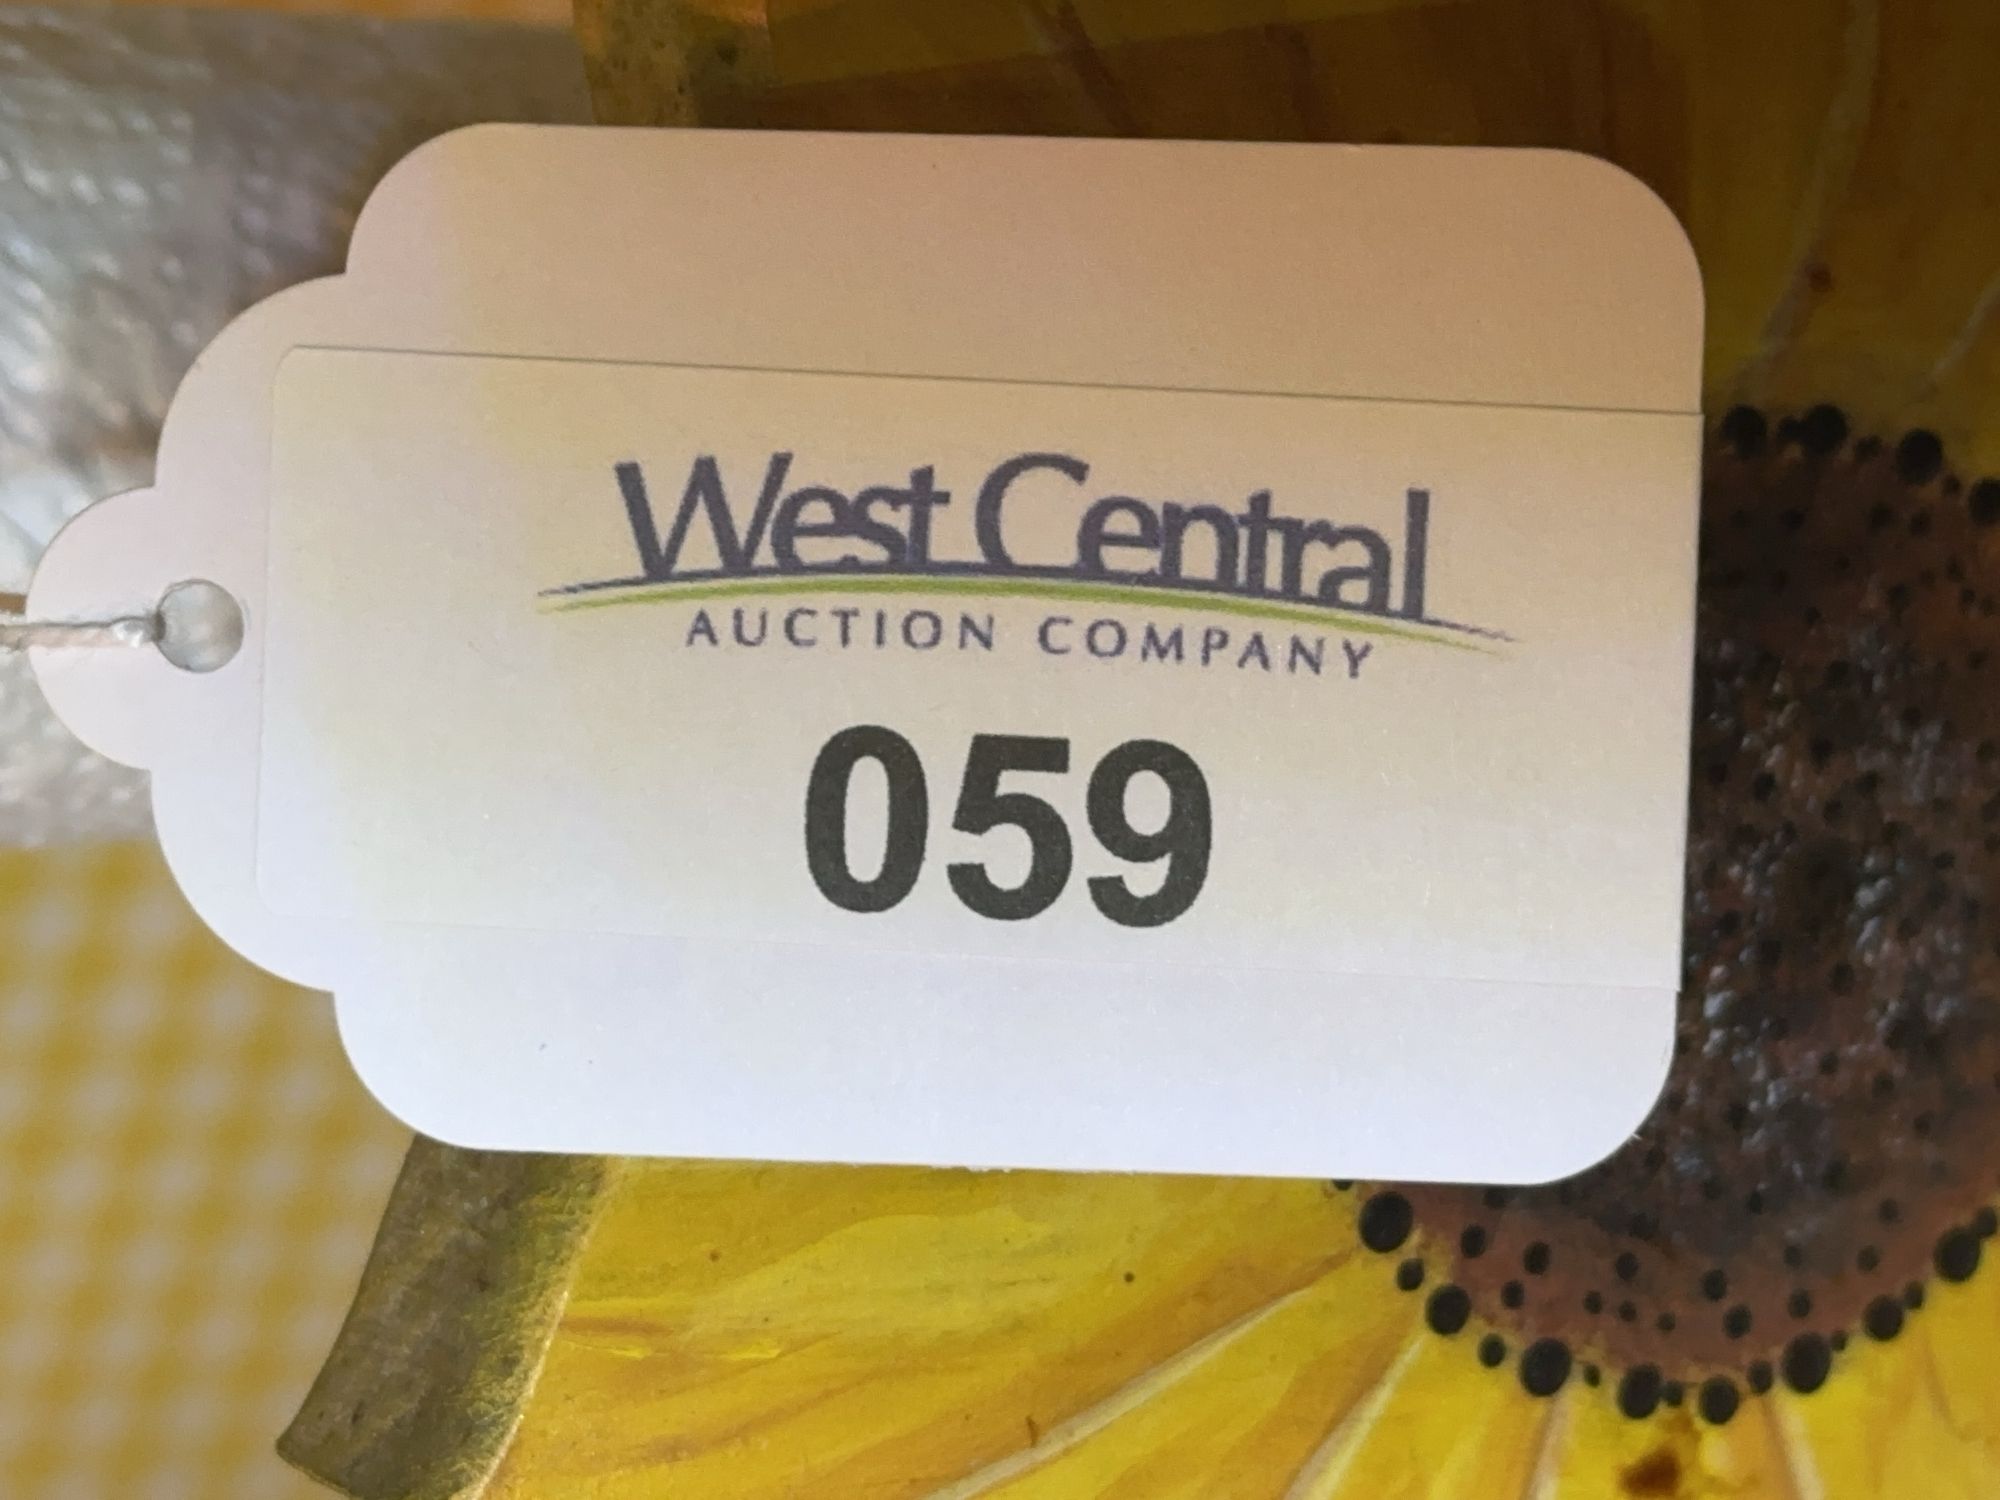 West Central
AUCTION COMPANY
059